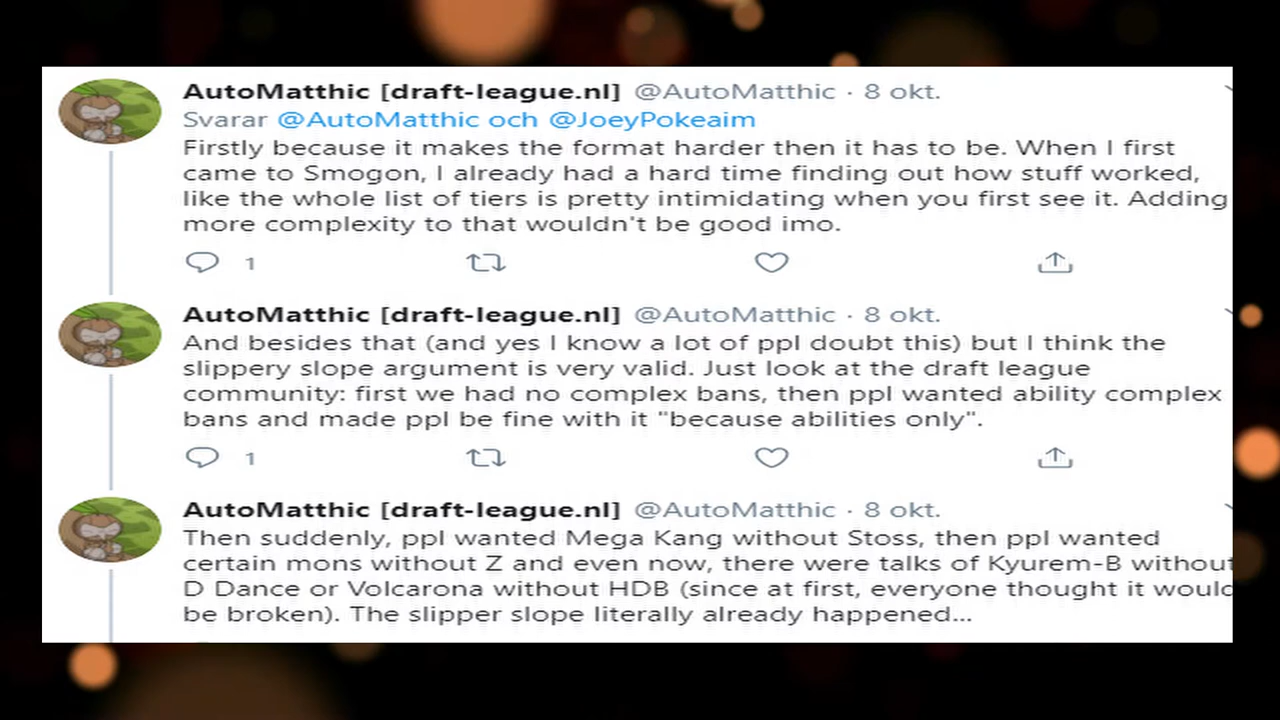 AutoMatthic [draft-league.nl] @AutoMatthic · 8 okt.
Svarar @AutoMatthic och @JoeyPokeaim
Firstly because it makes the format harder then it has to be. When I first
came to Smogon, I already had a hard time finding out how stuff worked,
like the whole list of tiers is pretty intimidating when you first see it. Adding
more complexity to that wouldn't be good imo.
1
AutoMatthic [draft-league.nl] @AutoMatthic · 8 okt.
And besides that (and yes I know a lot of ppl doubt this) but I think the
slippery slope argument is very valid. Just look at the draft league
community: first we had no complex bans, then ppl wanted ability complex
bans and made ppl be fine with it "because abilities only".
1
AutoMatthic [draft-league.nl] @AutoMatthic · 8 okt.
Then suddenly, ppl wanted Mega Kang without Stoss, then ppl wanted
certain mons without Z and even now, there were talks of Kyurem-B without
D Dance or Volcarona without HDB (since at first, everyone thought it would
be broken). The slipper slope literally already happened...